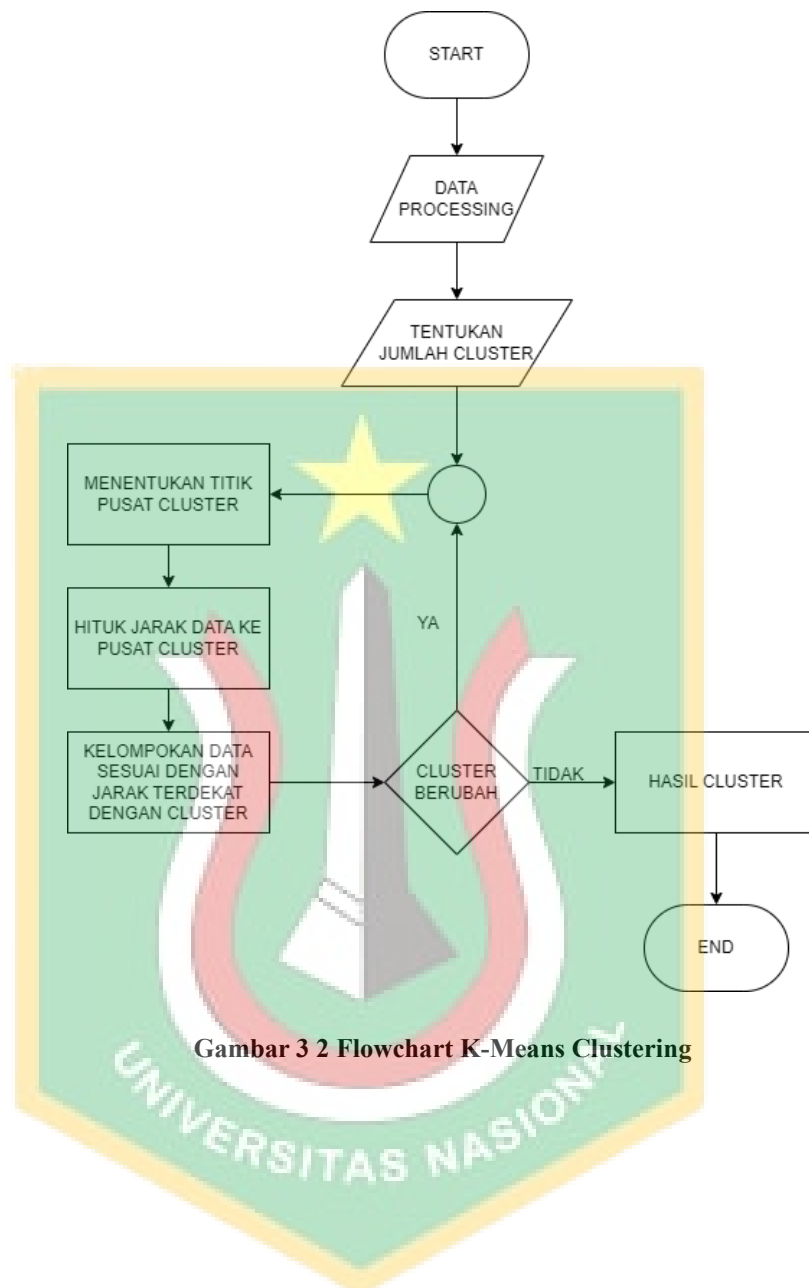 START
DATA
PROCESSING
TENTUKAN
JUMLAH CLUSTER
MENENTUKAN TITIK
PUSAT CLUSTER
HITUK JARAK DATA KE
PUSAT CLUSTER
YA
KELOMPOKAN DATA
SESUAI DENGAN
JARAK TERDEKAT
DENGAN CLUSTER
CLUSTER
BERUBAH
TIDAK
HASIL CLUSTER
END
Gambar 3 2 Flowchart K-Means Clustering
UNIVERSITAS NASIONAL